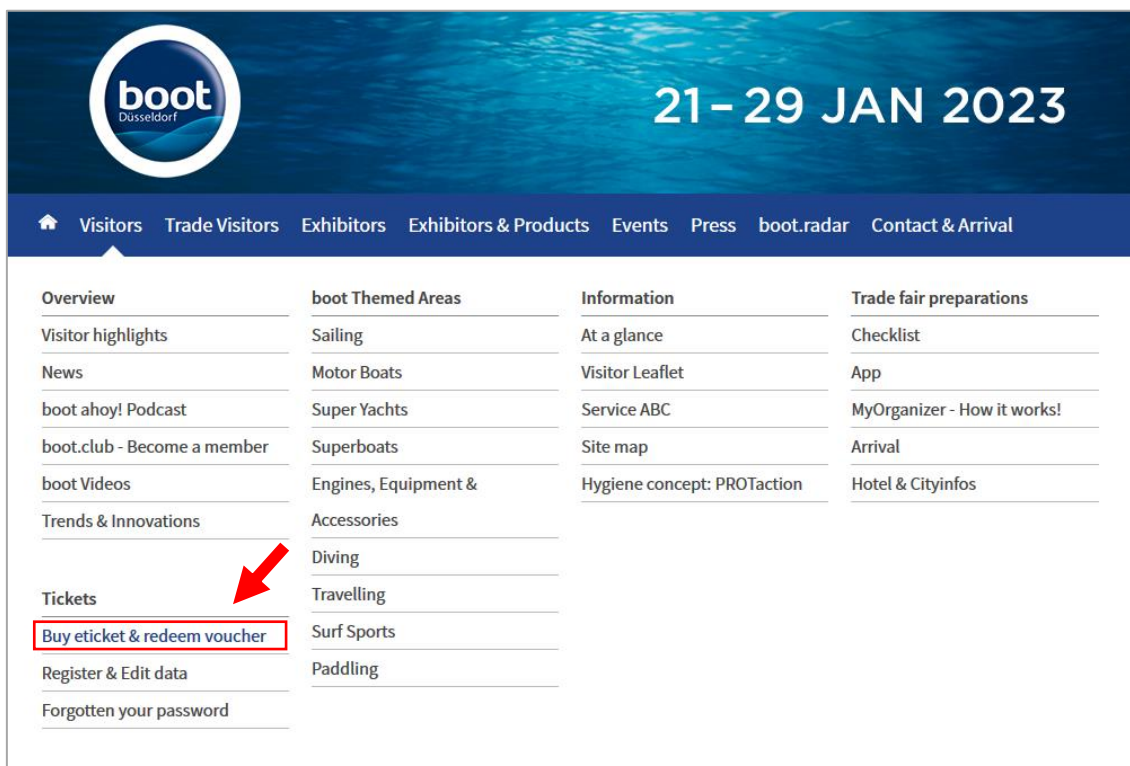 boot
Düsseldorf
21 – 29 JAN 2023
Visitors Trade Visitors Exhibitors Exhibitors & Products Events Press boot.radar Contact & Arrival
Overview
Visitor highlights
News
boot ahoy! Podcast
boot.club - Become a member
boot Videos
Trends & Innovations
Tickets
Buy eticket & redeem voucher
Register & Edit data
Forgotten your password
boot Themed Areas
Sailing
Motor Boats
Super Yachts
Superboats
Engines, Equipment &
Accessories
Diving
Travelling
Surf Sports
Paddling
Information
At a glance
Visitor Leaflet
Service ABC
Site map
Hygiene concept: PROTaction
Trade fair preparations
Checklist
App
MyOrganizer - How it works!
Arrival
Hotel & Cityinfos